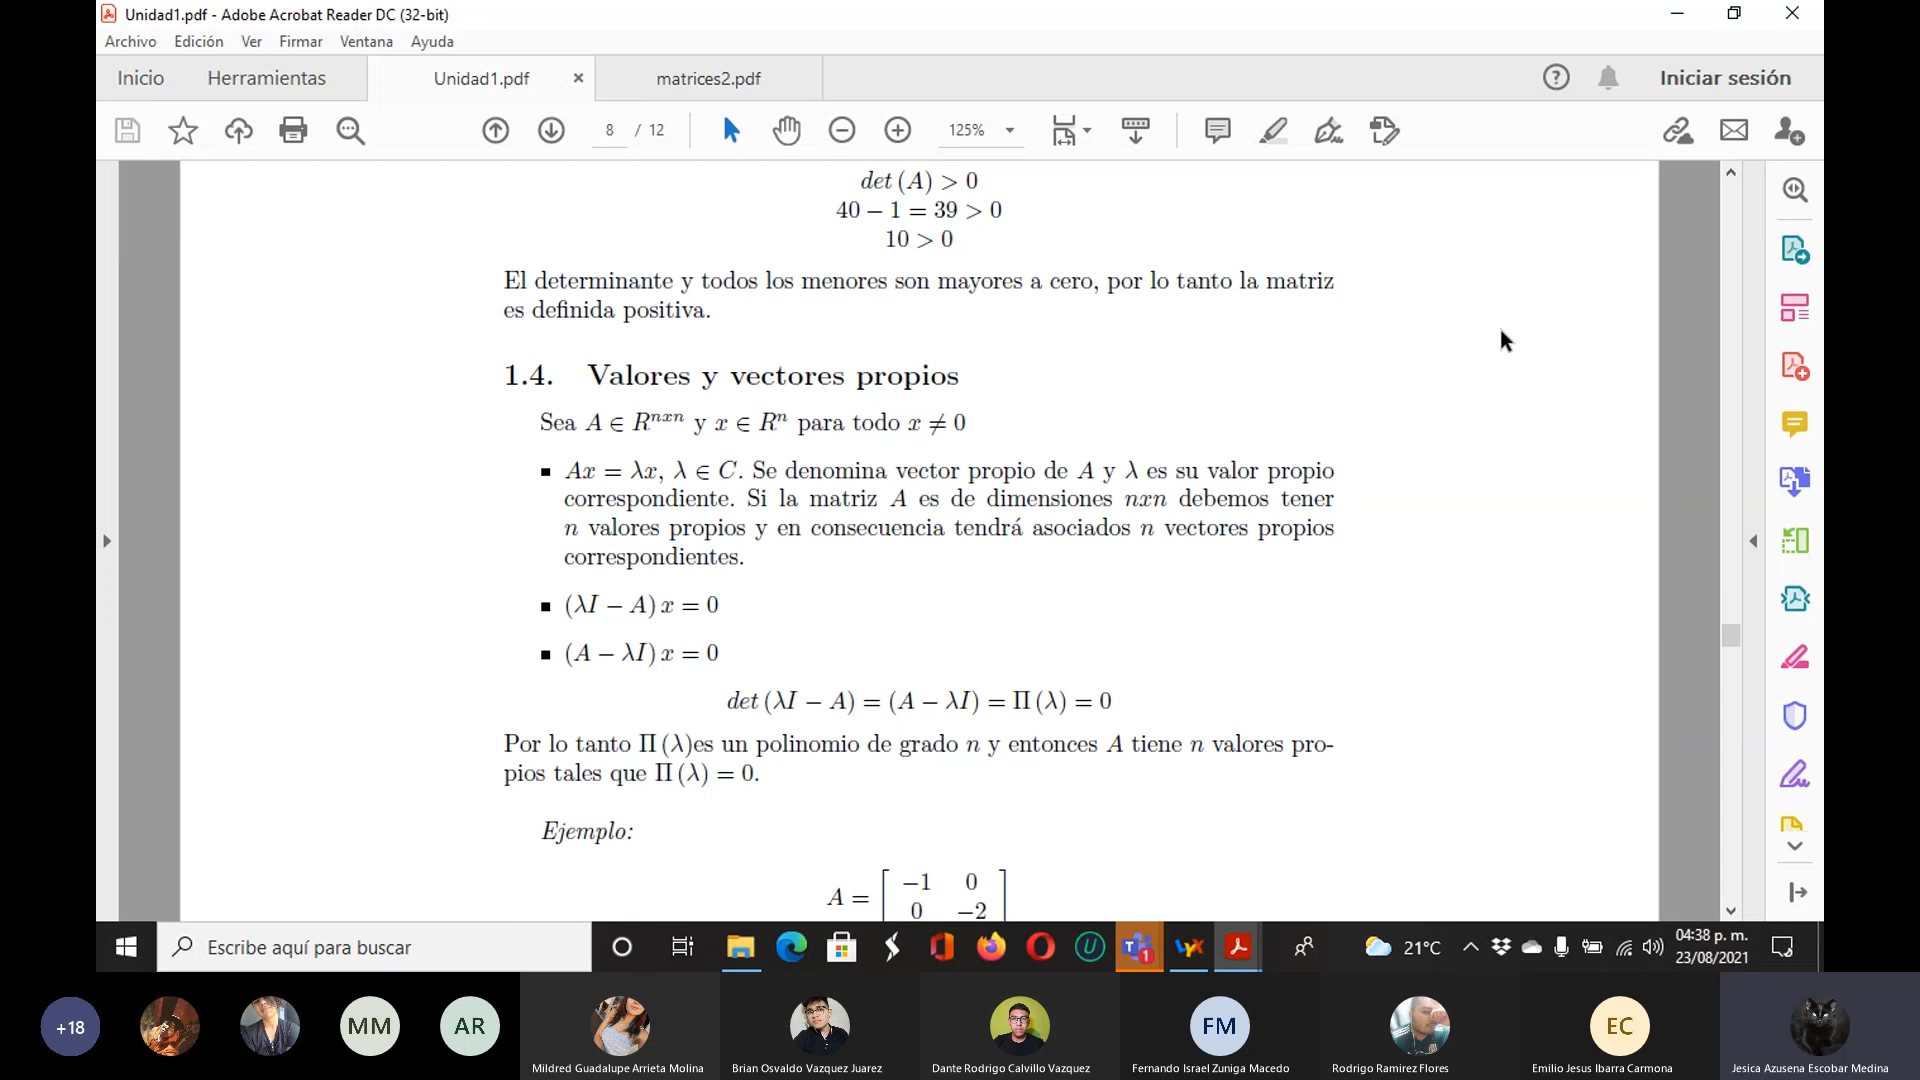 Unidad1.pdf - Adobe Acrobat Reader DC (32-bit)
Archivo Edición Ver Firmar Ventana Ayuda
Inicio Herramientas Unidad1.pdf × matrices2.pdf ? Iniciar sesión
8 / 12 125%
det (A) > 0
40 − 1 = 39 > 0
10 > 0
El determinante y todos los menores son mayores a cero, por lo tanto la matriz
es definida positiva.
1.4. Valores y vectores propios
Sea A ∈ Rⁿˣⁿ y x ∈ Rⁿ para todo x ≠ 0
▪ Ax = λx, λ ∈ C. Se denomina vector propio de A y λ es su valor propio
correspondiente. Si la matriz A es de dimensiones nxn debemos tener
n valores propios y en consecuencia tendrá asociados n vectores propios
correspondientes.
▪ (λI − A) x = 0
▪ (A − λI) x = 0
det (λI − A) = (A − λI) = Π (λ) = 0
Por lo tanto Π (λ)es un polinomio de grado n y entonces A tiene n valores pro-
pios tales que Π (λ) = 0.
Ejemplo:
A = [ −1 0
0 −2 ]
Escribe aquí para buscar 1 21°C 04:38 p. m.
23/08/2021
+18 MM AR FM EC
Mildred Guadalupe Arrieta Molina Brian Osvaldo Vazquez Juarez Dante Rodrigo Calvillo Vazquez Fernando Israel Zuniga Macedo Rodrigo Ramirez Flores Emilio Jesus Ibarra Carmona Jesica Azusena Escobar Medina